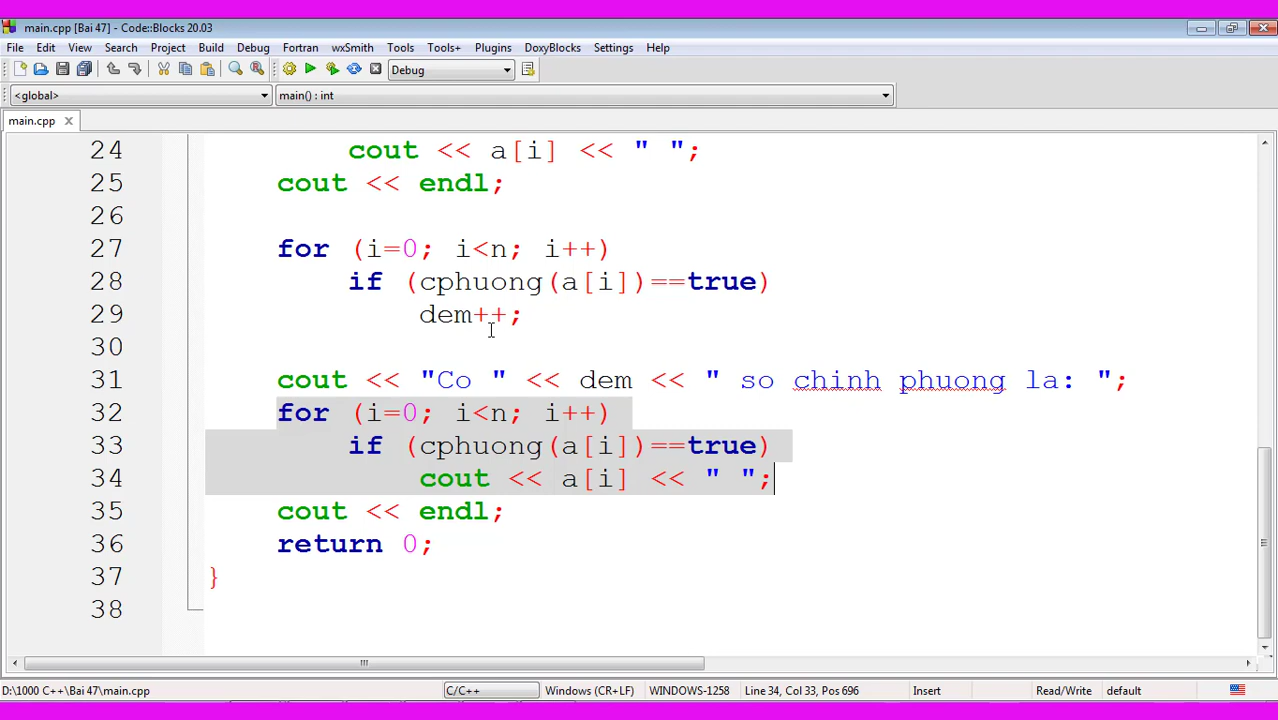 main.cpp [Bai 47] - Code::Blocks 20.03
File Edit View Search Project Build Debug Fortran wxSmith Tools Tools+ Plugins DoxyBlocks Settings Help
Debug
<global> main() : int
main.cpp
24 cout << a[i] << " ";
25 cout << endl;
26
27 for (i=0; i<n; i++)
28 if (cphuong(a[i])==true)
29 dem++;
30
31 cout << "Co " << dem << " so chinh phuong la: ";
32 for (i=0; i<n; i++)
33 if (cphuong(a[i])==true)
34 cout << a[i] << " ";
35 cout << endl;
36 return 0;
37 }
38
D:\1000 C++\Bai 47\main.cpp C/C++ Windows (CR+LF) WINDOWS-1258 Line 34, Col 33, Pos 696 Insert Read/Write default